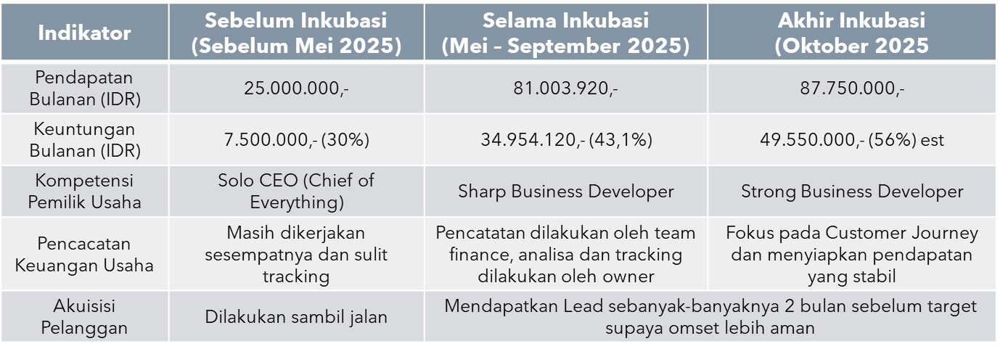 Indikator
Sebelum Inkubasi
(Sebelum Mei 2025)
Selama Inkubasi
(Mei – September 2025)
Akhir Inkubasi
(Oktober 2025
Pendapatan
Bulanan (IDR)
25.000.000,-
81.003.920,-
87.750.000,-
Keuntungan
Bulanan (IDR)
7.500.000,- (30%)
34.954.120,- (43,1%)
49.550.000,- (56%) est
Kompetensi
Pemilik Usaha
Solo CEO (Chief of
Everything)
Sharp Business Developer
Strong Business Developer
Pencacatan
Keuangan Usaha
Masih dikerjakan
sesempatnya dan sulit
tracking
Pencatatan dilakukan oleh team
finance, analisa dan tracking
dilakukan oleh owner
Fokus pada Customer Journey
dan menyiapkan pendapatan
yang stabil
Akuisisi
Pelanggan
Dilakukan sambil jalan
Mendapatkan Lead sebanyak-banyaknya 2 bulan sebelum target
supaya omset lebih aman